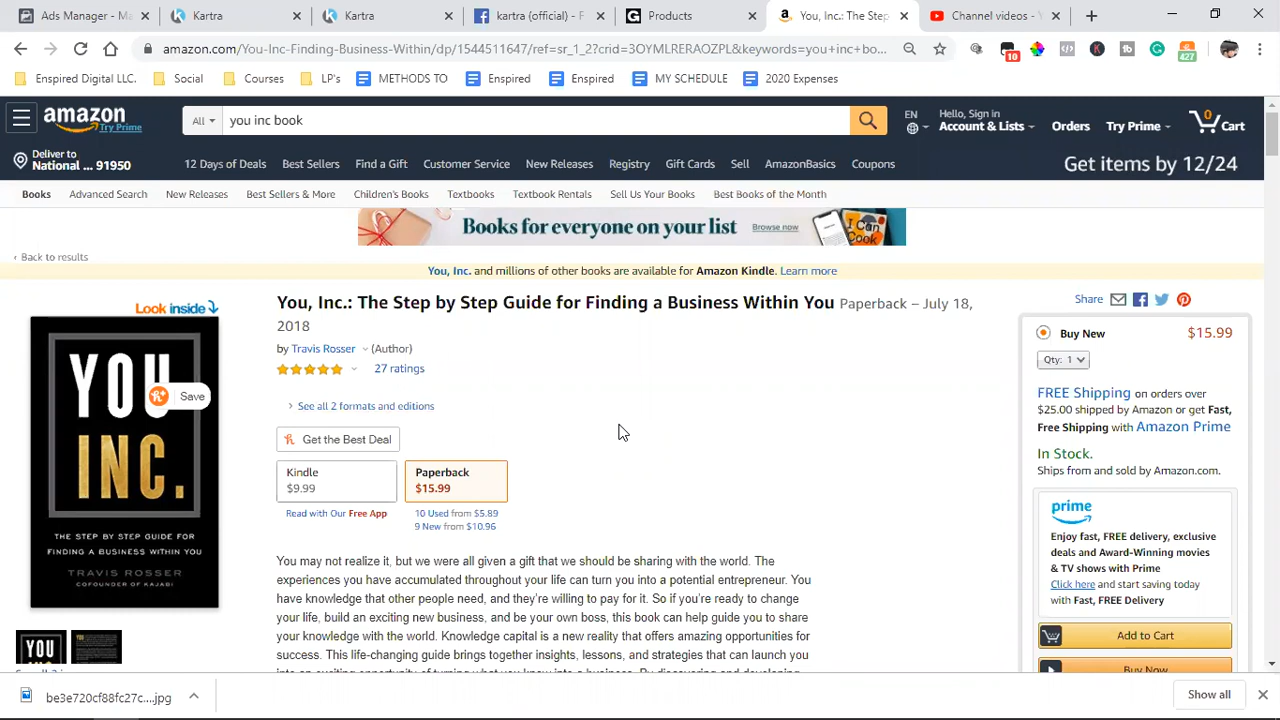 Ads Manager - Ma
Kartra
Kartra
kartra (official) - F
Products
You, Inc.: The Step
Channel videos - Y
amazon.com/You-Inc-Finding-Business-Within/dp/1544511647/ref=sr_1_2?crid=3OYMLRERAOZPL&keywords=you+inc+bo...
10
427
Enspired Digital LLC.
Social
Courses
LP's
METHODS TO
Enspired
Enspired
MY SCHEDULE
2020 Expenses
amazon
Try Prime
All
you inc book
EN
Hello, Sign in
Account & Lists
Orders
Try Prime
0
Cart
Deliver to
National ... 91950
12 Days of Deals
Best Sellers
Find a Gift
Customer Service
New Releases
Registry
Gift Cards
Sell
AmazonBasics
Coupons
Get items by 12/24
Books
Advanced Search
New Releases
Best Sellers & More
Children's Books
Textbooks
Textbook Rentals
Sell Us Your Books
Best Books of the Month
Books for everyone on your list
Browse now
I Can
Cook
‹ Back to results
You, Inc. and millions of other books are available for Amazon Kindle. Learn more
Look inside
YOU
INC.
THE STEP BY STEP GUIDE FOR
FINDING A BUSINESS WITHIN YOU
TRAVIS ROSSER
COFOUNDER OF KAJABI
Save
You, Inc.: The Step by Step Guide for Finding a Business Within You Paperback – July 18,
2018
by Travis Rosser (Author)
27 ratings
› See all 2 formats and editions
Get the Best Deal
Kindle
$9.99
Paperback
$15.99
Read with Our Free App
10 Used from $5.89
9 New from $10.96
You may not realize it, but we were all given a gift that we should be sharing with the world. The
experiences you have accumulated throughout your life can turn you into a potential entrepreneur. You
have knowledge that other people need, and they're willing to pay for it. So if you're ready to change
your life, build an exciting new business, and be your own boss, this book can help guide you to share
your knowledge with the world. Knowledge capital is a new reality that offers amazing opportunities for
success. This life-changing guide brings together insights, lessons, and strategies that can launch you
Share
Buy New
$15.99
Qty: 1
FREE Shipping on orders over
$25.00 shipped by Amazon or get Fast,
Free Shipping with Amazon Prime
In Stock.
Ships from and sold by Amazon.com.
prime
Enjoy fast, FREE delivery, exclusive
deals and Award-Winning movies
& TV shows with Prime
Click here and start saving today
with Fast, FREE Delivery
Add to Cart
Buy Now
be3e720cf88fc27c....jpg
Show all